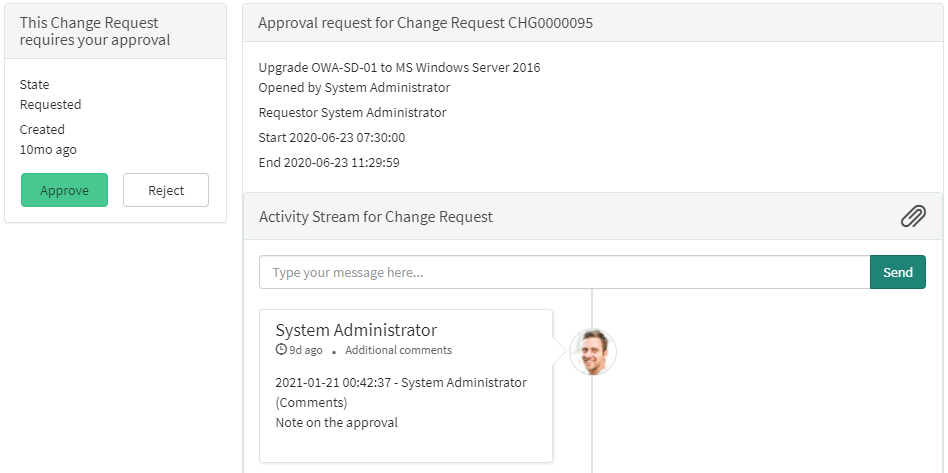 This Change Request
requires your approval
State
Requested
Created
10mo ago
Approve
Reject
Approval request for Change Request CHG0000095
Upgrade OWA-SD-01 to MS Windows Server 2016
Opened by System Administrator
Requestor System Administrator
Start 2020-06-23 07:30:00
End 2020-06-23 11:29:59
Activity Stream for Change Request
Type your message here...
Send
System Administrator
9d ago • Additional comments
2021-01-21 00:42:37 - System Administrator
(Comments)
Note on the approval